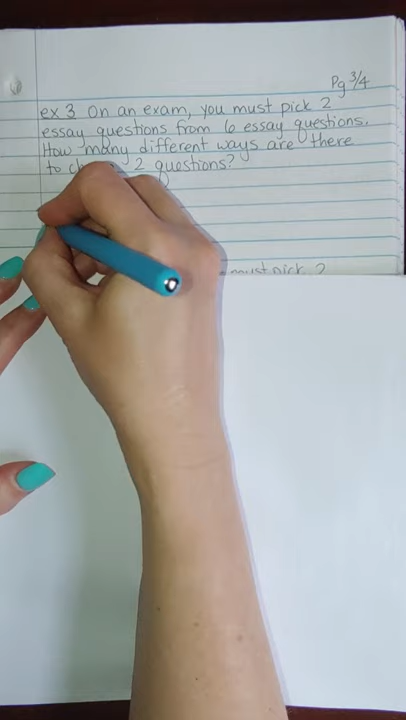 Pg 3/4
ex 3 On an exam, you must pick 2
essay questions from 6 essay questions.
How many different ways are there
to 2 questions?
must pick 2